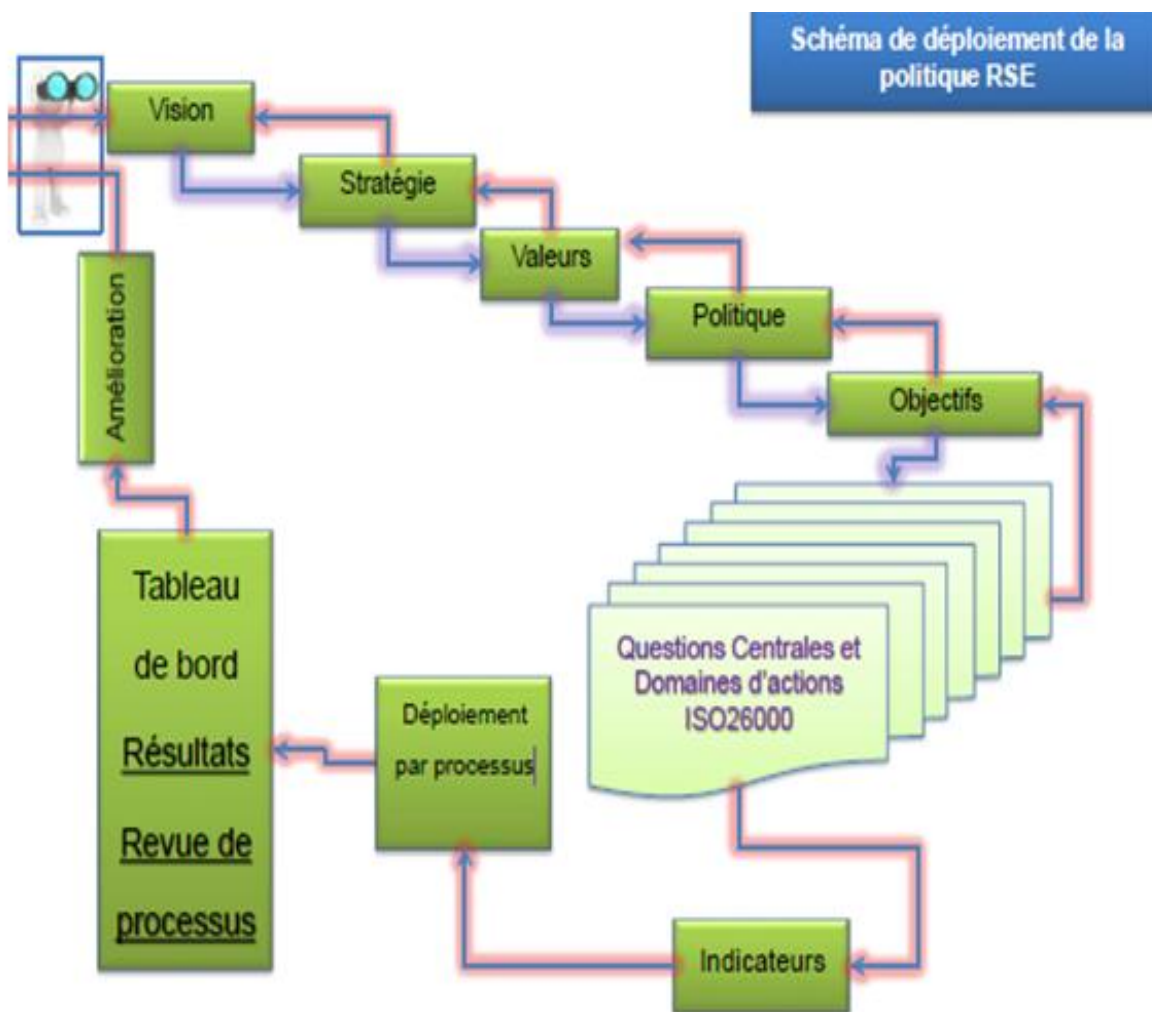 Schéma de déploiement de la
politique RSE
Vision
Stratégie
Valeurs
Politique
Objectifs
Amélioration
Questions Centrales et
Domaines d'actions
ISO26000
Tableau
de bord
Résultats
Revue de
processus
Déploiement
par processus
Indicateurs